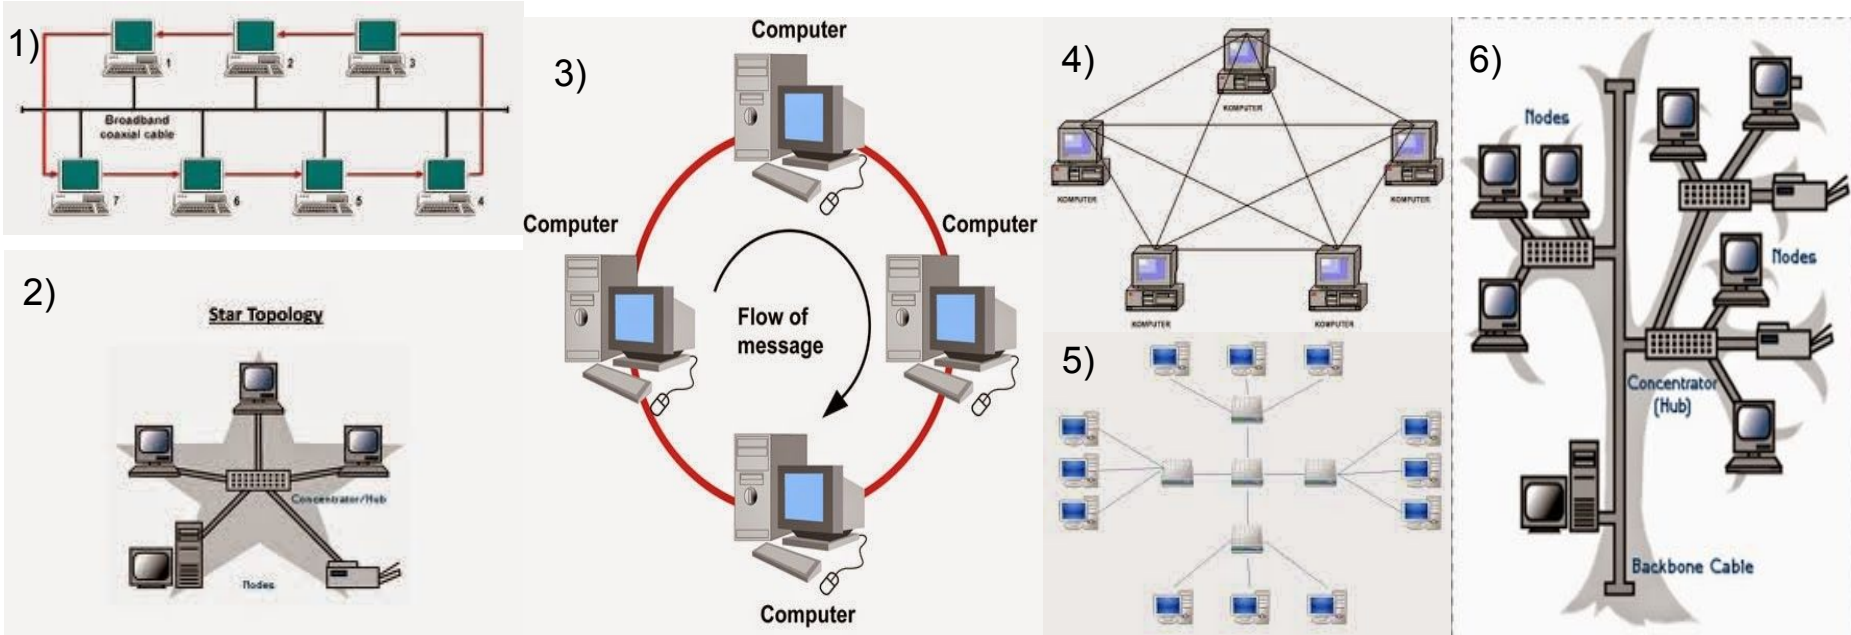 1)
1
2
3
Broadband
coaxial cable
7
6
5
4
2)
Star Topology
Concentrator/Hub
Nodes
3)
Computer
Computer
Computer
Flow of
message
Computer
4)
KOMPUTER
KOMPUTER
KOMPUTER
KOMPUTER
KOMPUTER
5)
6)
Nodes
Nodes
Concentrator
(Hub)
Backbone Cable